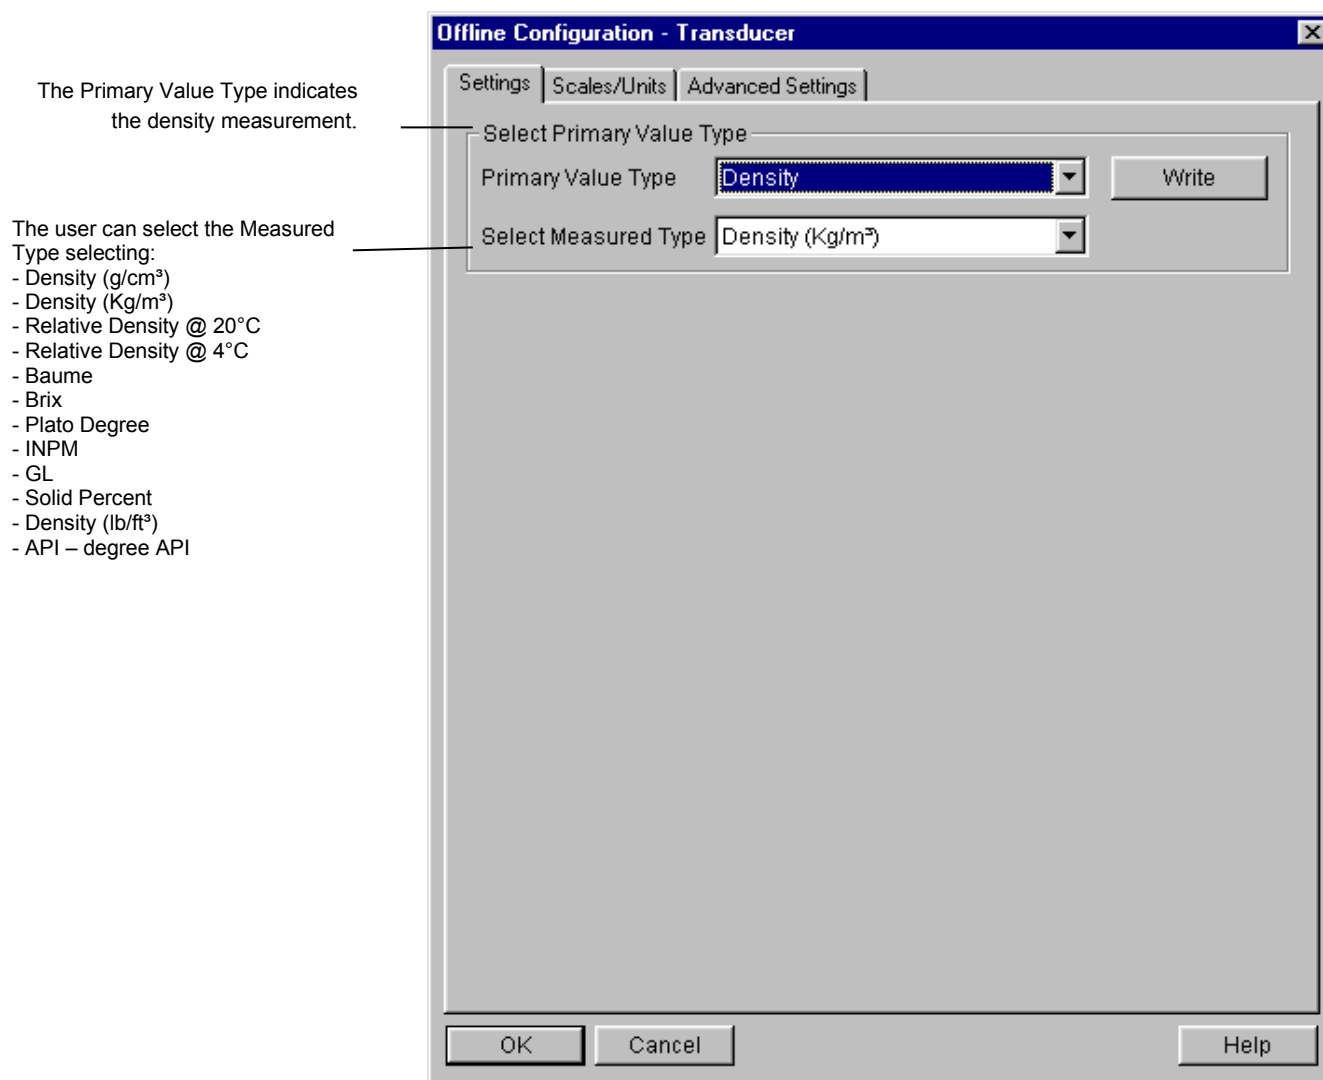 The Primary Value Type indicates
the density measurement.
The user can select the Measured
Type selecting:
- Density (g/cm³)
- Density (Kg/m³)
- Relative Density @ 20°C
- Relative Density @ 4°C
- Baume
- Brix
- Plato Degree
- INPM
- GL
- Solid Percent
- Density (lb/ft³)
- API – degree API
Offline Configuration - Transducer
Settings Scales/Units Advanced Settings
Select Primary Value Type
Primary Value Type Density Write
Select Measured Type Density (Kg/m³)
OK Cancel Help